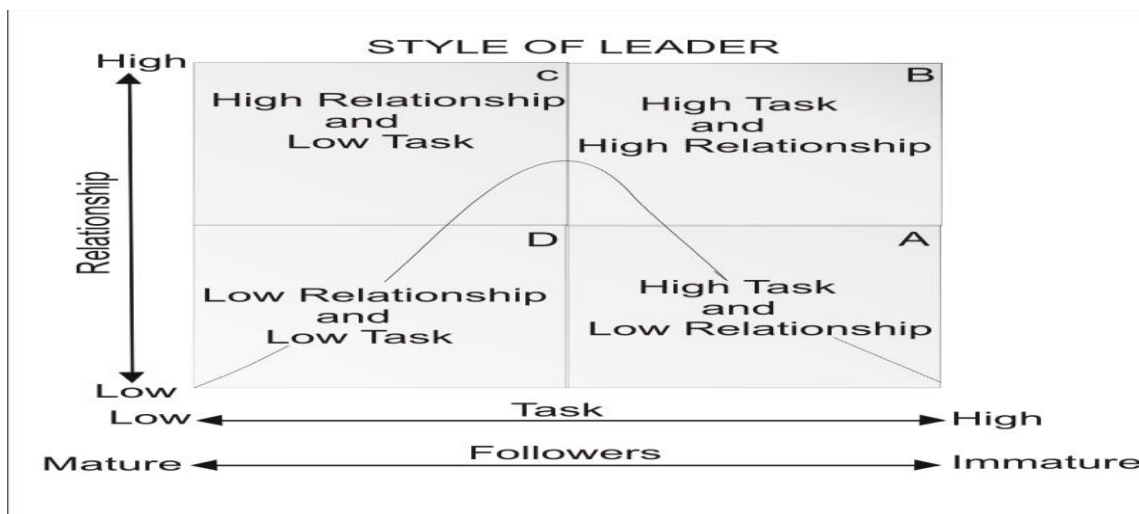 STYLE OF LEADER
High
c
High Relationship
and
Low Task
B
High Task
and
High Relationship
Relationship
D
Low Relationship
and
Low Task
A
High Task
and
Low Relationship
Low
Low
Task
High
Mature
Followers
Immature